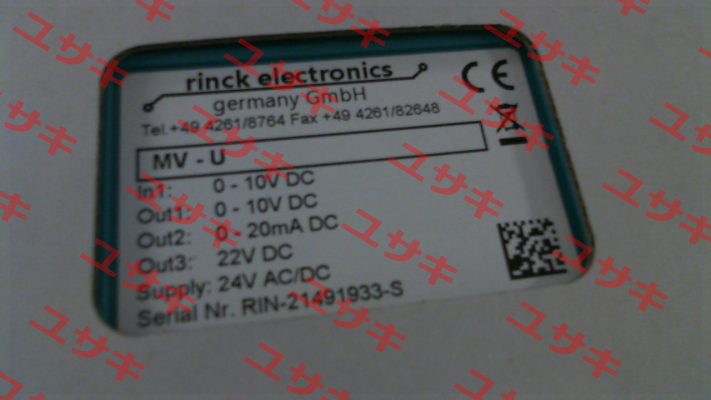 rinck electronics
germany GmbH
Tel.+49 4261/8764 Fax +49 4261/82648
MV - U
In1: 0 - 10V DC
Out1: 0 - 10V DC
Out2: 0 - 20mA DC
Out3: 22V DC
Supply: 24V AC/DC
Serial Nr. RIN-21491933-S
CE
ユサキ